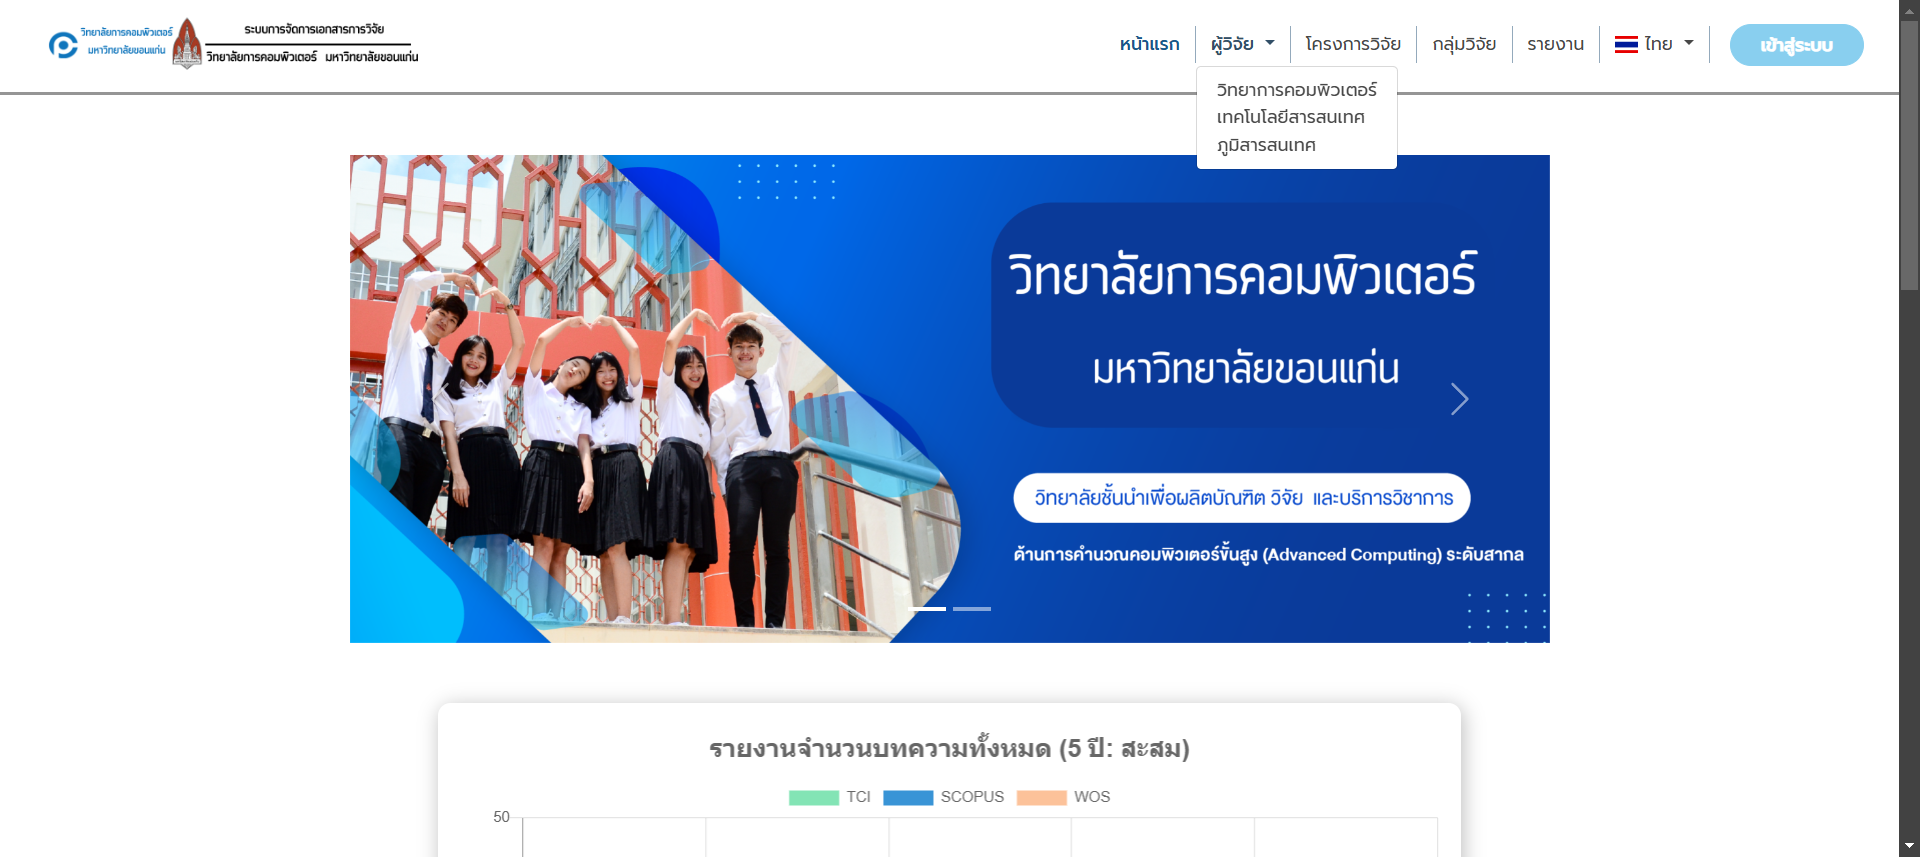 วิทยาลัยการคอมพิวเตอร์
มหาวิทยาลัยขอนแก่น
ระบบการจัดการเอกสารการวิจัย
วิทยาลัยการคอมพิวเตอร์ มหาวิทยาลัยขอนแก่น
หน้าแรก
ผู้วิจัย
โครงการวิจัย
กลุ่มวิจัย
รายงาน
ไทย
เข้าสู่ระบบ
วิทยาการคอมพิวเตอร์
เทคโนโลยีสารสนเทศ
ภูมิสารสนเทศ
วิทยาลัยการคอมพิวเตอร์
มหาวิทยาลัยขอนแก่น
วิทยาลัยชั้นนำเพื่อผลิตบัณฑิต วิจัย และบริการวิชาการ
ด้านการคำนวณคอมพิวเตอร์ขั้นสูง (Advanced Computing) ระดับสากล
รายงานจำนวนบทความทั้งหมด (5 ปี: สะสม)
TCI SCOPUS WOS
50